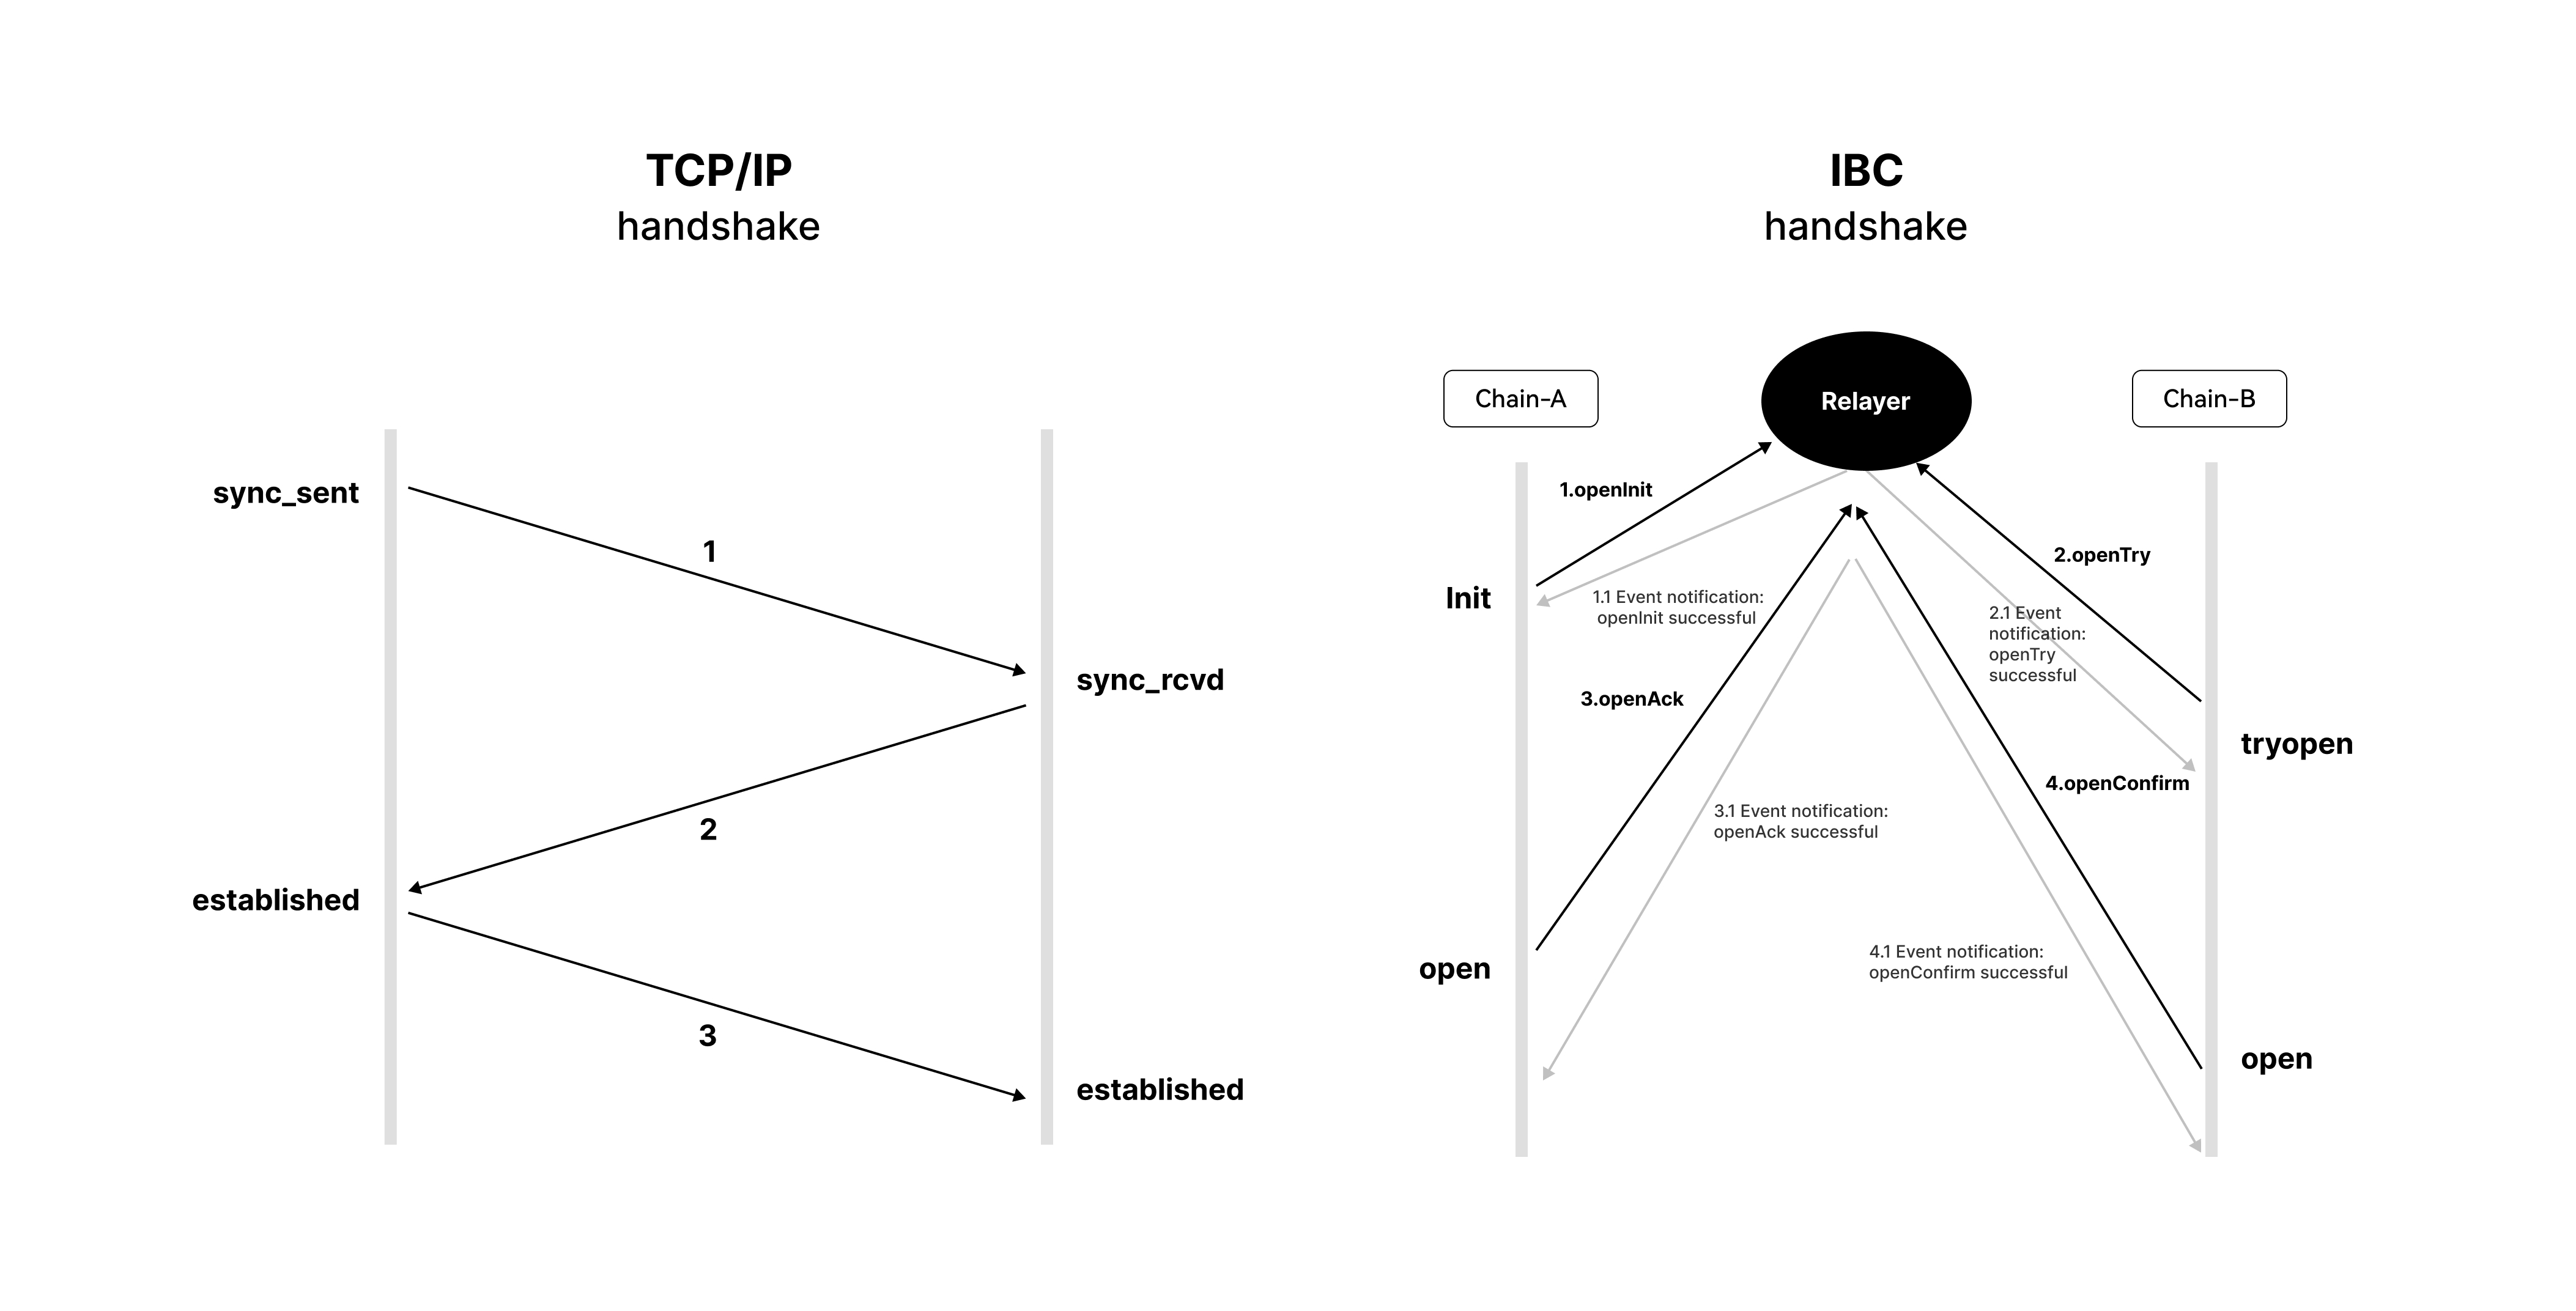 TCP/IP
handshake
sync_sent
1
sync_rcvd
2
established
3
established
IBC
handshake
Chain-A
Relayer
Chain-B
1.openInit
Init
1.1 Event notification:
openInit successful
2.openTry
2.1 Event
notification:
openTry
successful
tryopen
3.openAck
4.openConfirm
3.1 Event notification:
openAck successful
open
4.1 Event notification:
openConfirm successful
open